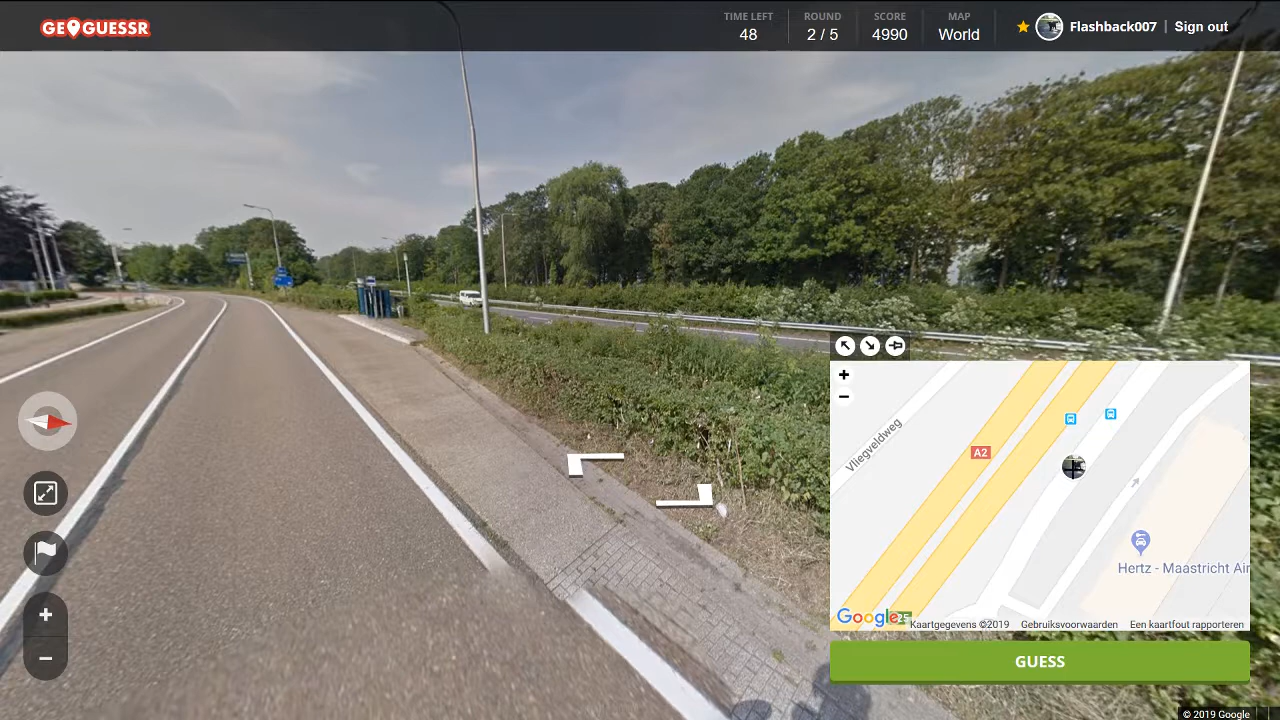 GEOGUESSR
TIME LEFT
48
ROUND
2 / 5
SCORE
4990
MAP
World
Flashback007 | Sign out
Vliegveldweg
A2
Hertz - Maastricht Air
Google
Kaartgegevens ©2019 Gebruiksvoorwaarden Een kaartfout rapporteren
GUESS
© 2019 Google